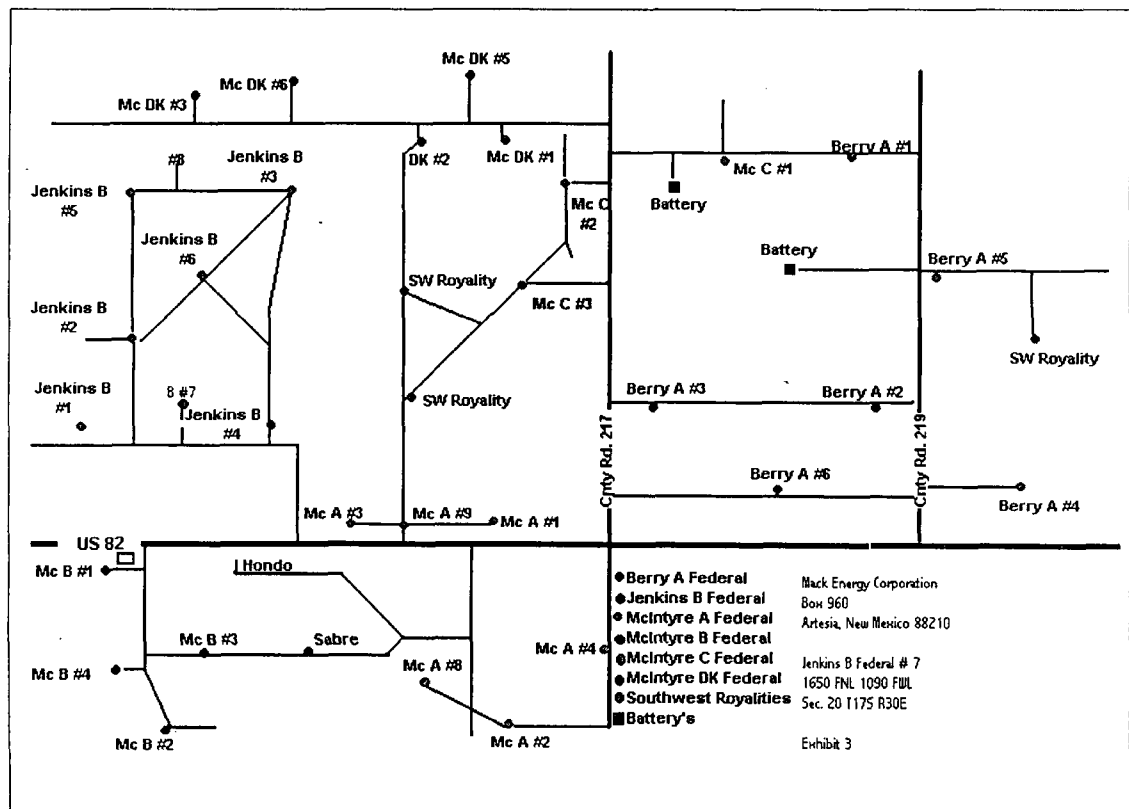 Mc DK #5
Mc DK #6
Mc DK #3
DK #2
Mc DK #1
Berry A #1
Mc C #1
#8
Jenkins B
#3
Jenkins B
#5
Mc C
#2
Battery
Jenkins B
#6
Battery
Berry A #5
SW Royality
Mc C #3
Jenkins B
#2
SW Royality
Jenkins B
#1
8 #7
Jenkins B
#4
SW Royality
Berry A #3
Berry A #2
Cnty Rd. 217
Cnty Rd. 219
Berry A #6
Berry A #4
Mc A #3
Mc A #9
Mc A #1
US 82
Mc B #1
Hondo
Mc B #3
Sabre
Mc A #4
Mc B #4
Mc A #8
Mc B #2
Mc A #2
Berry A Federal
Jenkins B Federal
McIntyre A Federal
McIntyre B Federal
McIntyre C Federal
McIntyre DK Federal
Southwest Royalities
Battery's
Mack Energy Corporation
Box 960
Artesia, New Mexico 88210
Jenkins B Federal # 7
1650 FNL 1090 FWL
Sec. 20 T17S R30E
Exhibit 3